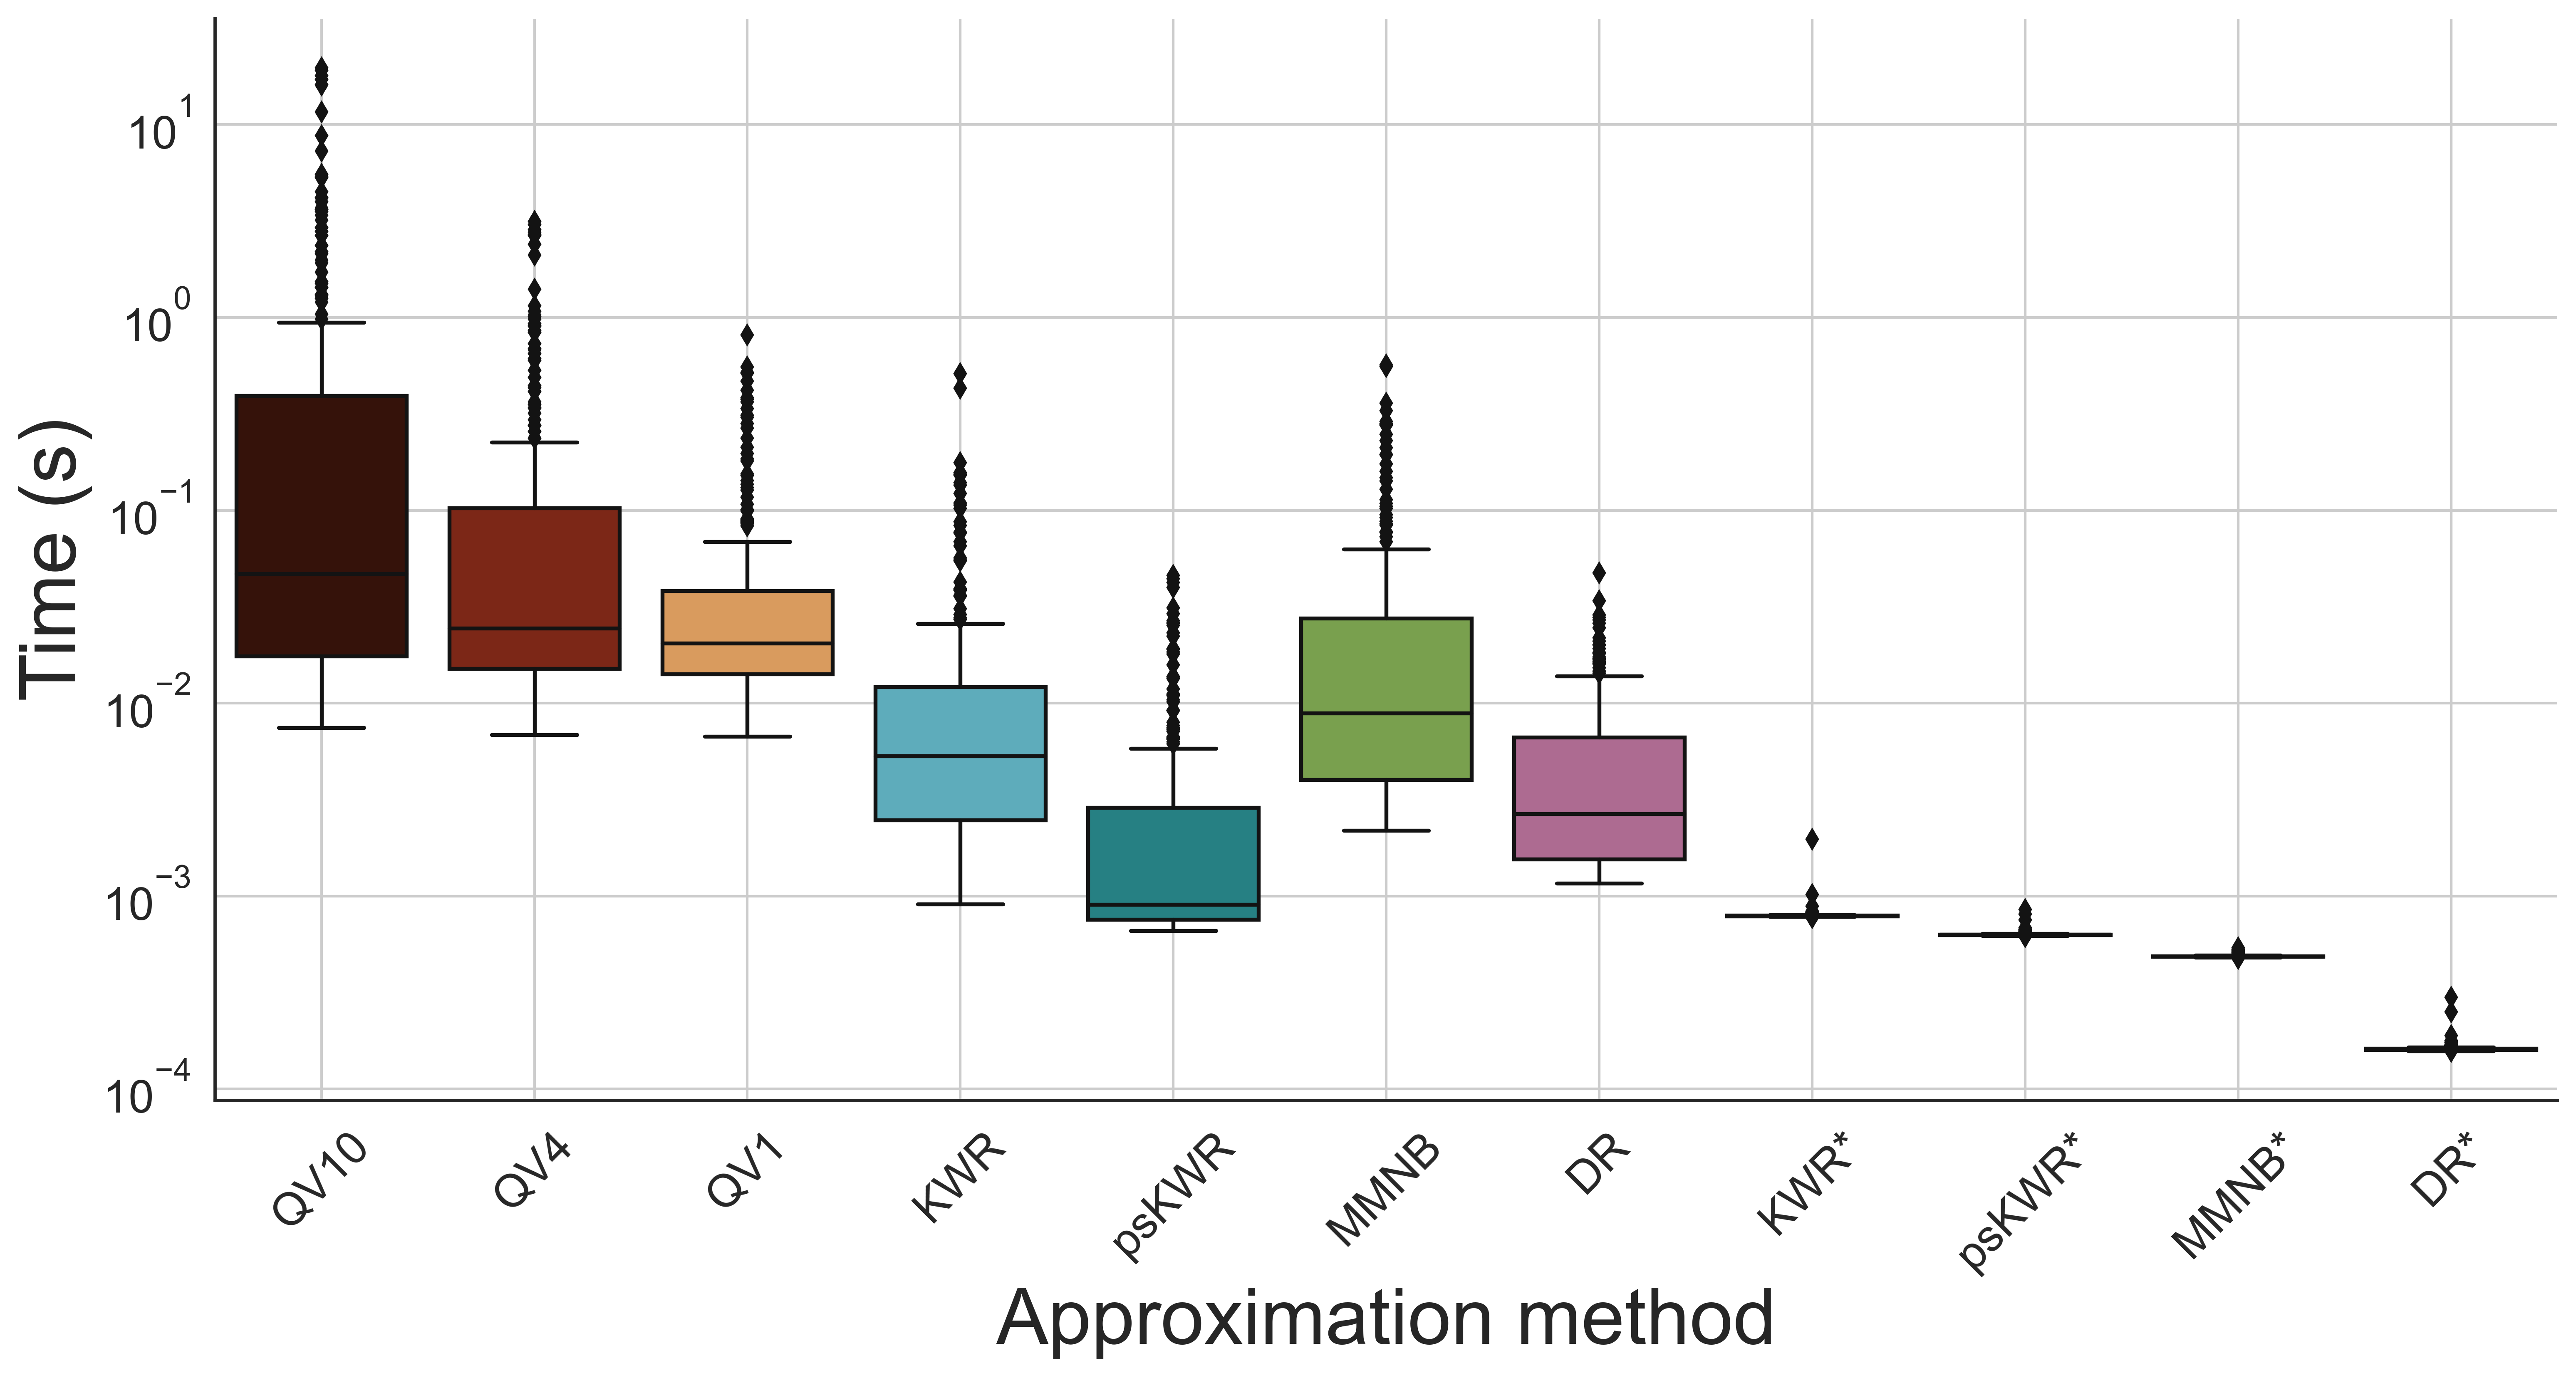 Time (s)
10^1
10^0
10^−1
10^−2
10^−3
10^−4
QV10
QV4
QV1
KWR
psKWR
MMNB
DR
KWR*
psKWR*
MMNB*
DR*
Approximation method